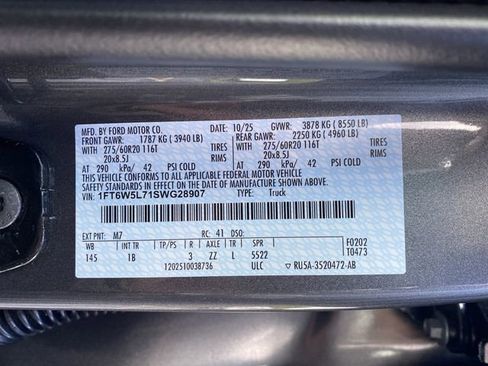 MFD. BY FORD MOTOR CO. 10/25 GVWR: 3878 KG ( 8550 LB)
FRONT GAWR: 1787 KG ( 3940 LB) REAR GAWR: 2250 KG ( 4960 LB)
WITH 275/60R20 116T TIRES WITH 275/60R20 116T TIRES
20x8.5J RIMS 20x8.5J RIMS
AT 290 kPa/ 42 PSI COLD AT 290 kPa/ 42 PSI COLD
THIS VEHICLE CONFORMS TO ALL APPLICABLE FEDERAL MOTOR VEHICLE
SAFETY AND THEFT PREVENTION STANDARDS IN EFFECT ON THE DATE OF
MANUFACTURE SHOWN ABOVE.
VIN: 1FT6W5L71SWG28907 TYPE: Truck
EXT PNT: M7 RC: 41 DSO:
WB INT TR TP/PS R AXLE TR SPR F0202
145 1B 3 ZZ L 5522 T0473
1202510038736 ULC ▽ RU5A-3520472-AB